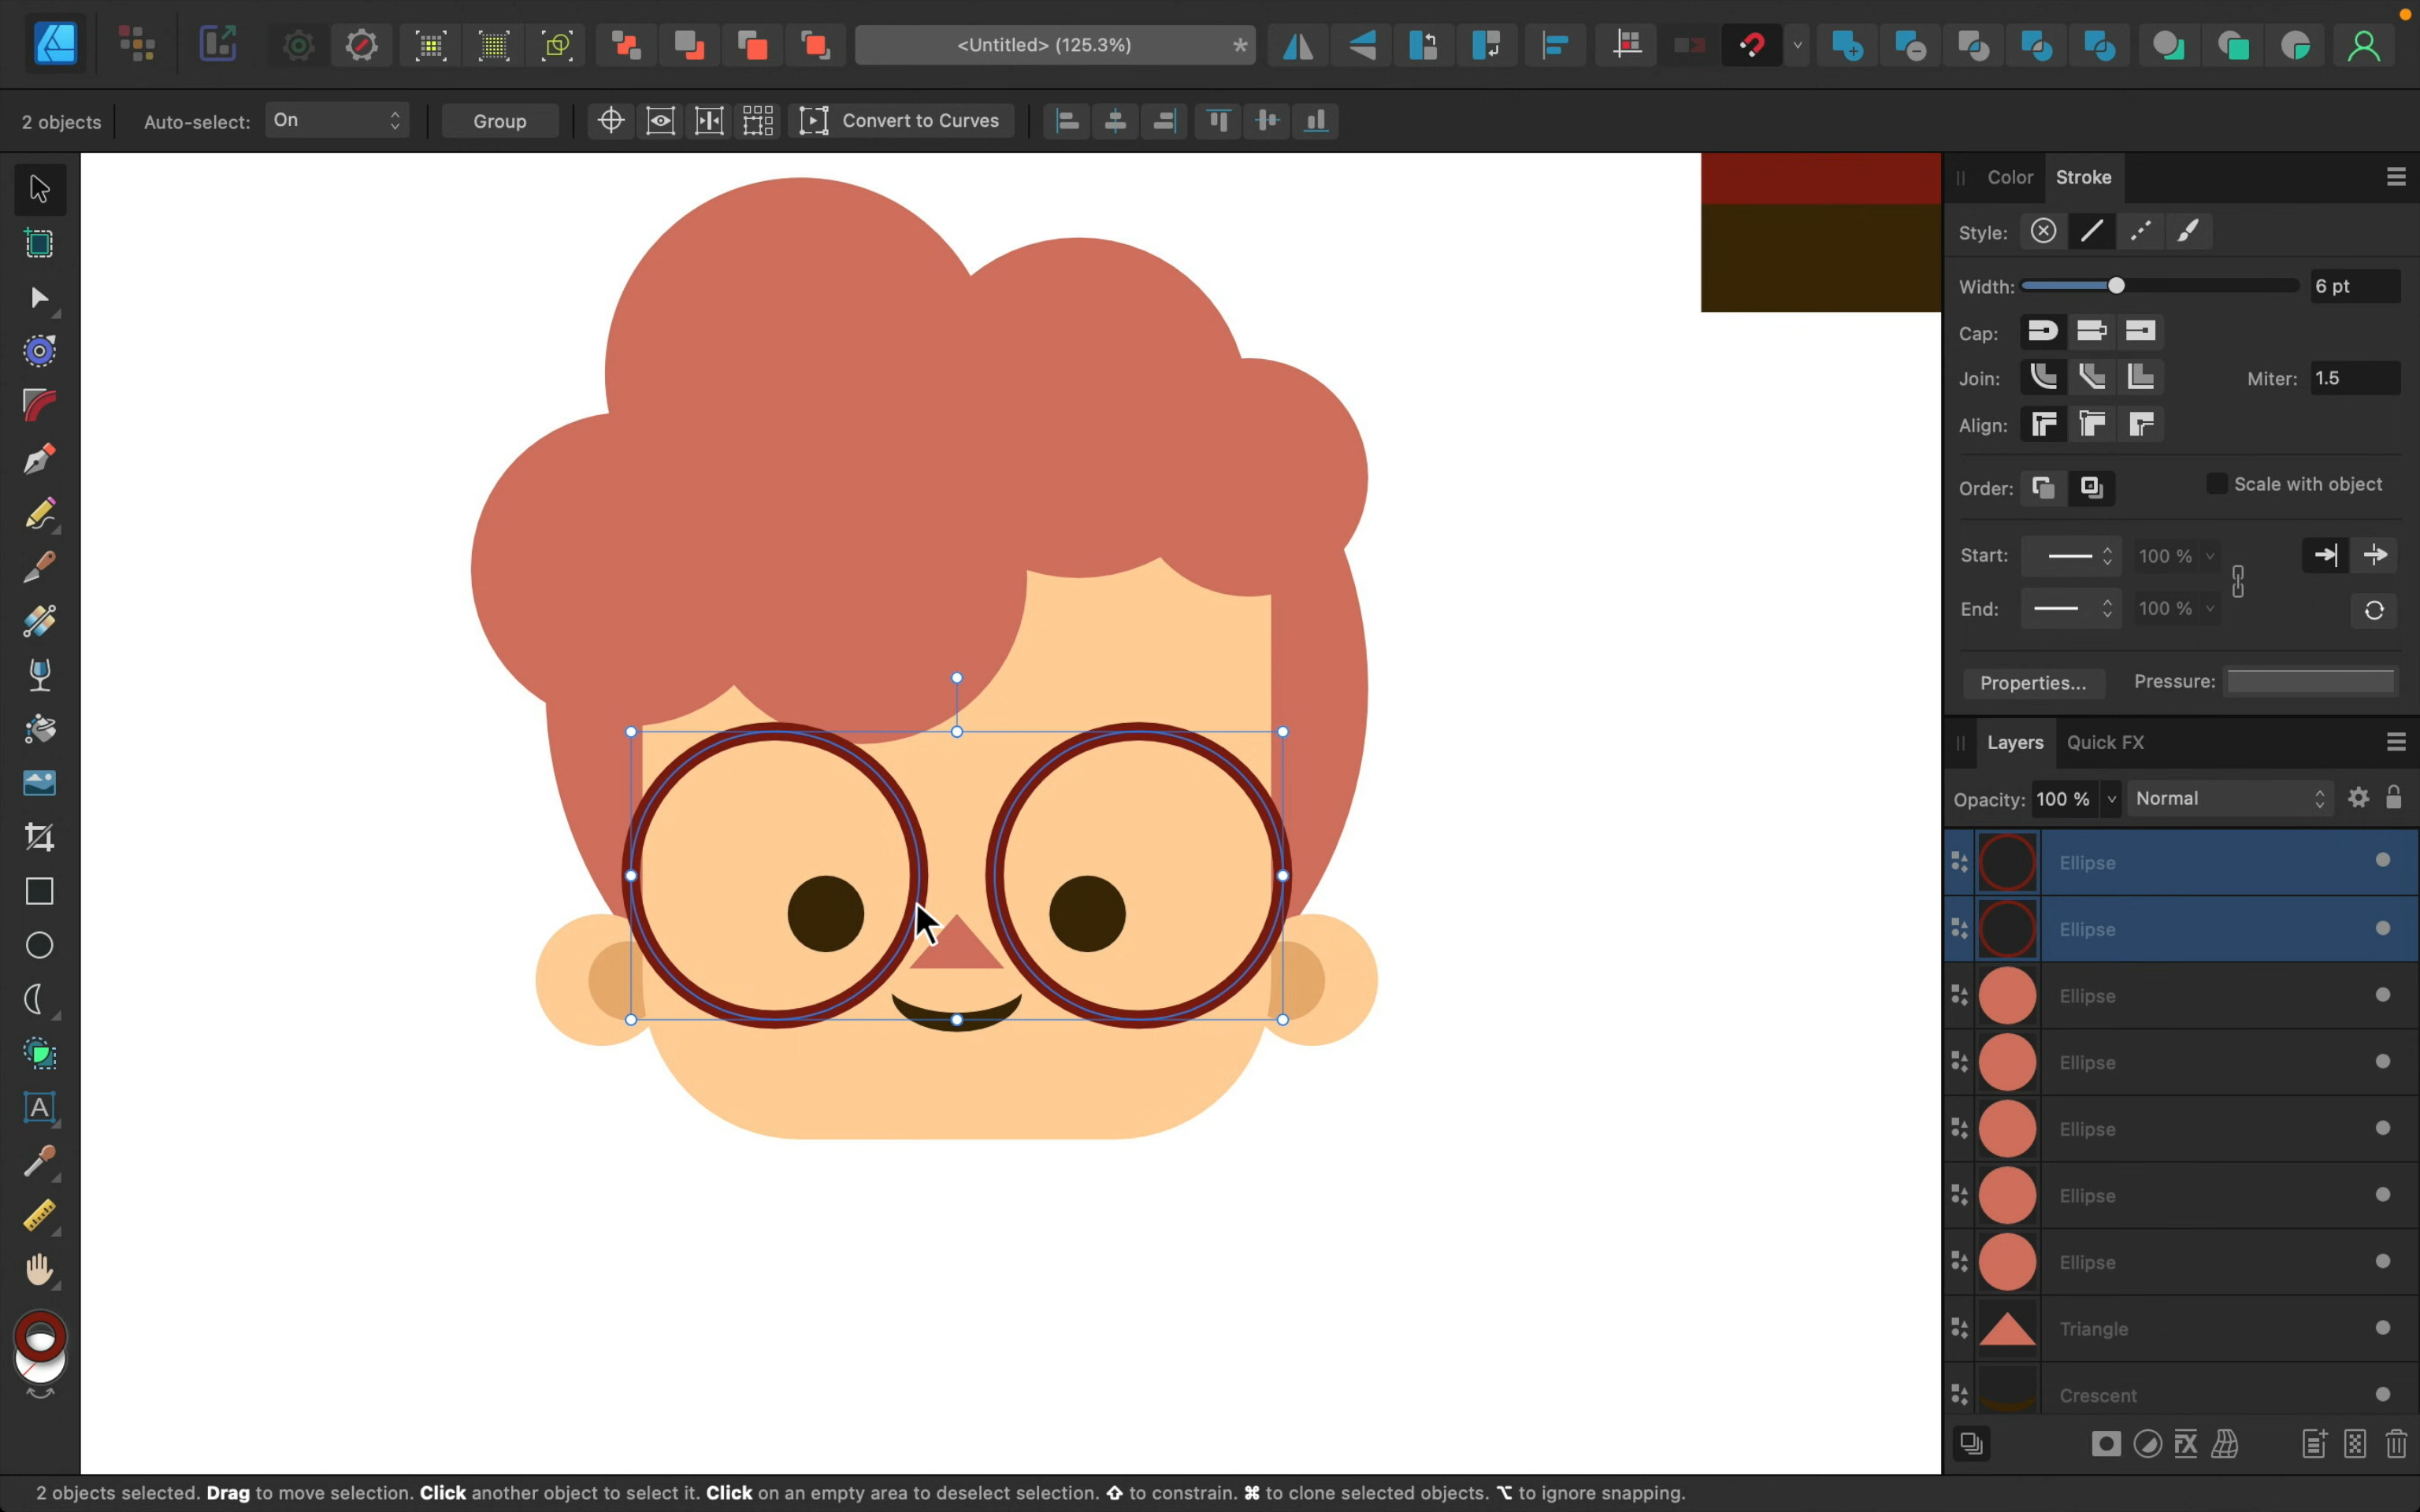 <Untitled> (125.3%)
*
2 objects
Auto-select:
On
Group
Convert to Curves
Color
Stroke
Style:
Width:
6 pt
Cap:
Join:
Miter:
1.5
Align:
Order:
Scale with object
Start:
100 %
End:
100 %
Properties...
Pressure:
Layers
Quick FX
Opacity:
100 %
Normal
Ellipse
Ellipse
Ellipse
Ellipse
Ellipse
Ellipse
Ellipse
Triangle
Crescent
A
FX
2 objects selected. Drag to move selection. Click another object to select it. Click on an empty area to deselect selection. ⇧ to constrain. ⌘ to clone selected objects. ⌥ to ignore snapping.